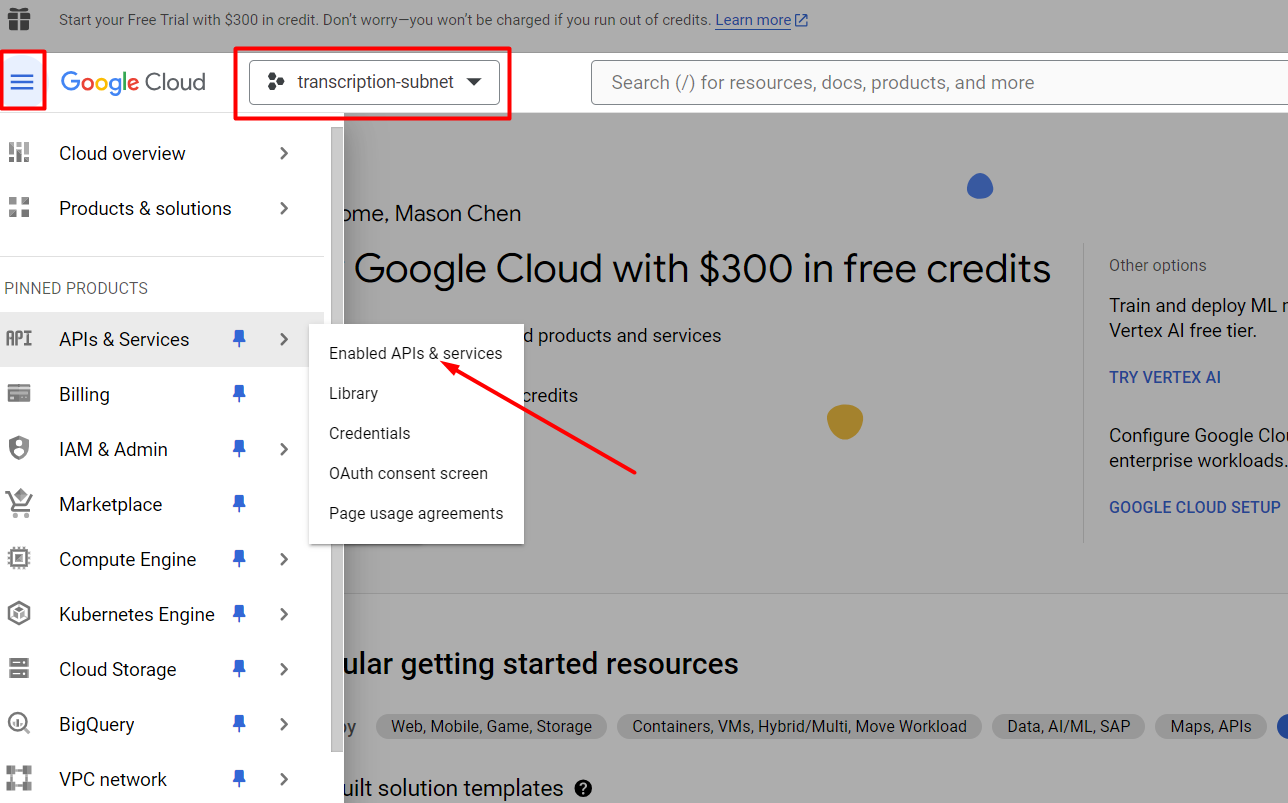 Start your Free Trial with $300 in credit. Don't worry—you won't be charged if you run out of credits. Learn more
Google Cloud
transcription-subnet
Search (/) for resources, docs, products, and more
Cloud overview
Products & solutions
PINNED PRODUCTS
API APIs & Services
Billing
IAM & Admin
Marketplace
Compute Engine
Kubernetes Engine
Cloud Storage
BigQuery
VPC network
Enabled APIs & services
Library
Credentials
OAuth consent screen
Page usage agreements
Mason Chen
Google Cloud with $300 in free credits
products and services
credits
Other options
Train and deploy ML
Vertex AI free tier.
TRY VERTEX AI
Configure Google
enterprise workloads.
GOOGLE CLOUD SETUP
getting started resources
Web, Mobile, Game, Storage
Containers, VMs, Hybrid/Multi, Move Workload
Data, AI/ML, SAP
Maps, APIs
solution templates